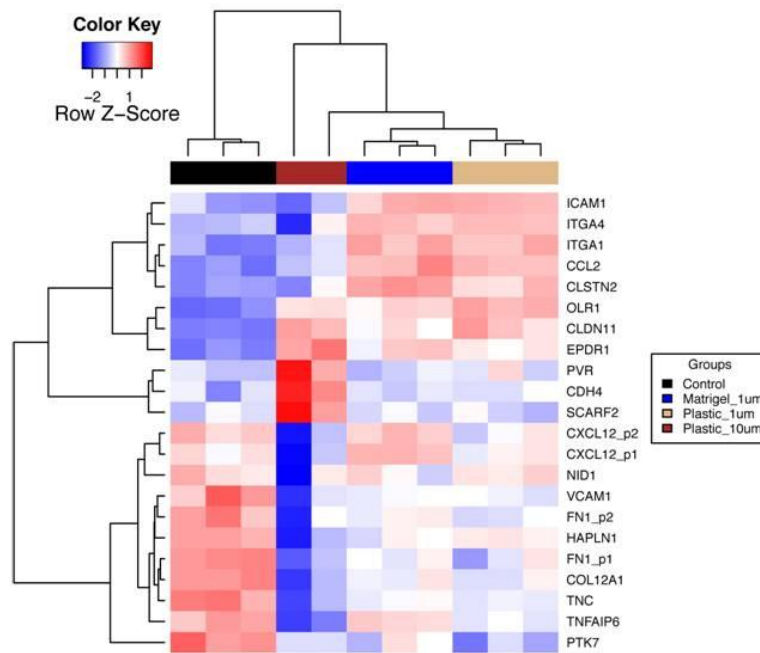 Color Key
-2 1
Row Z-Score
ICAM1
ITGA4
ITGA1
CCL2
CLSTN2
OLR1
CLDN11
EPDR1
PVR
CDH4
SCARF2
CXCL12_p2
CXCL12_p1
NID1
VCAM1
FN1_p2
HAPLN1
FN1_p1
COL12A1
TNC
TNFAIP6
PTK7
Groups
Control
Matrigel_1um
Plastic_1um
Plastic_10um